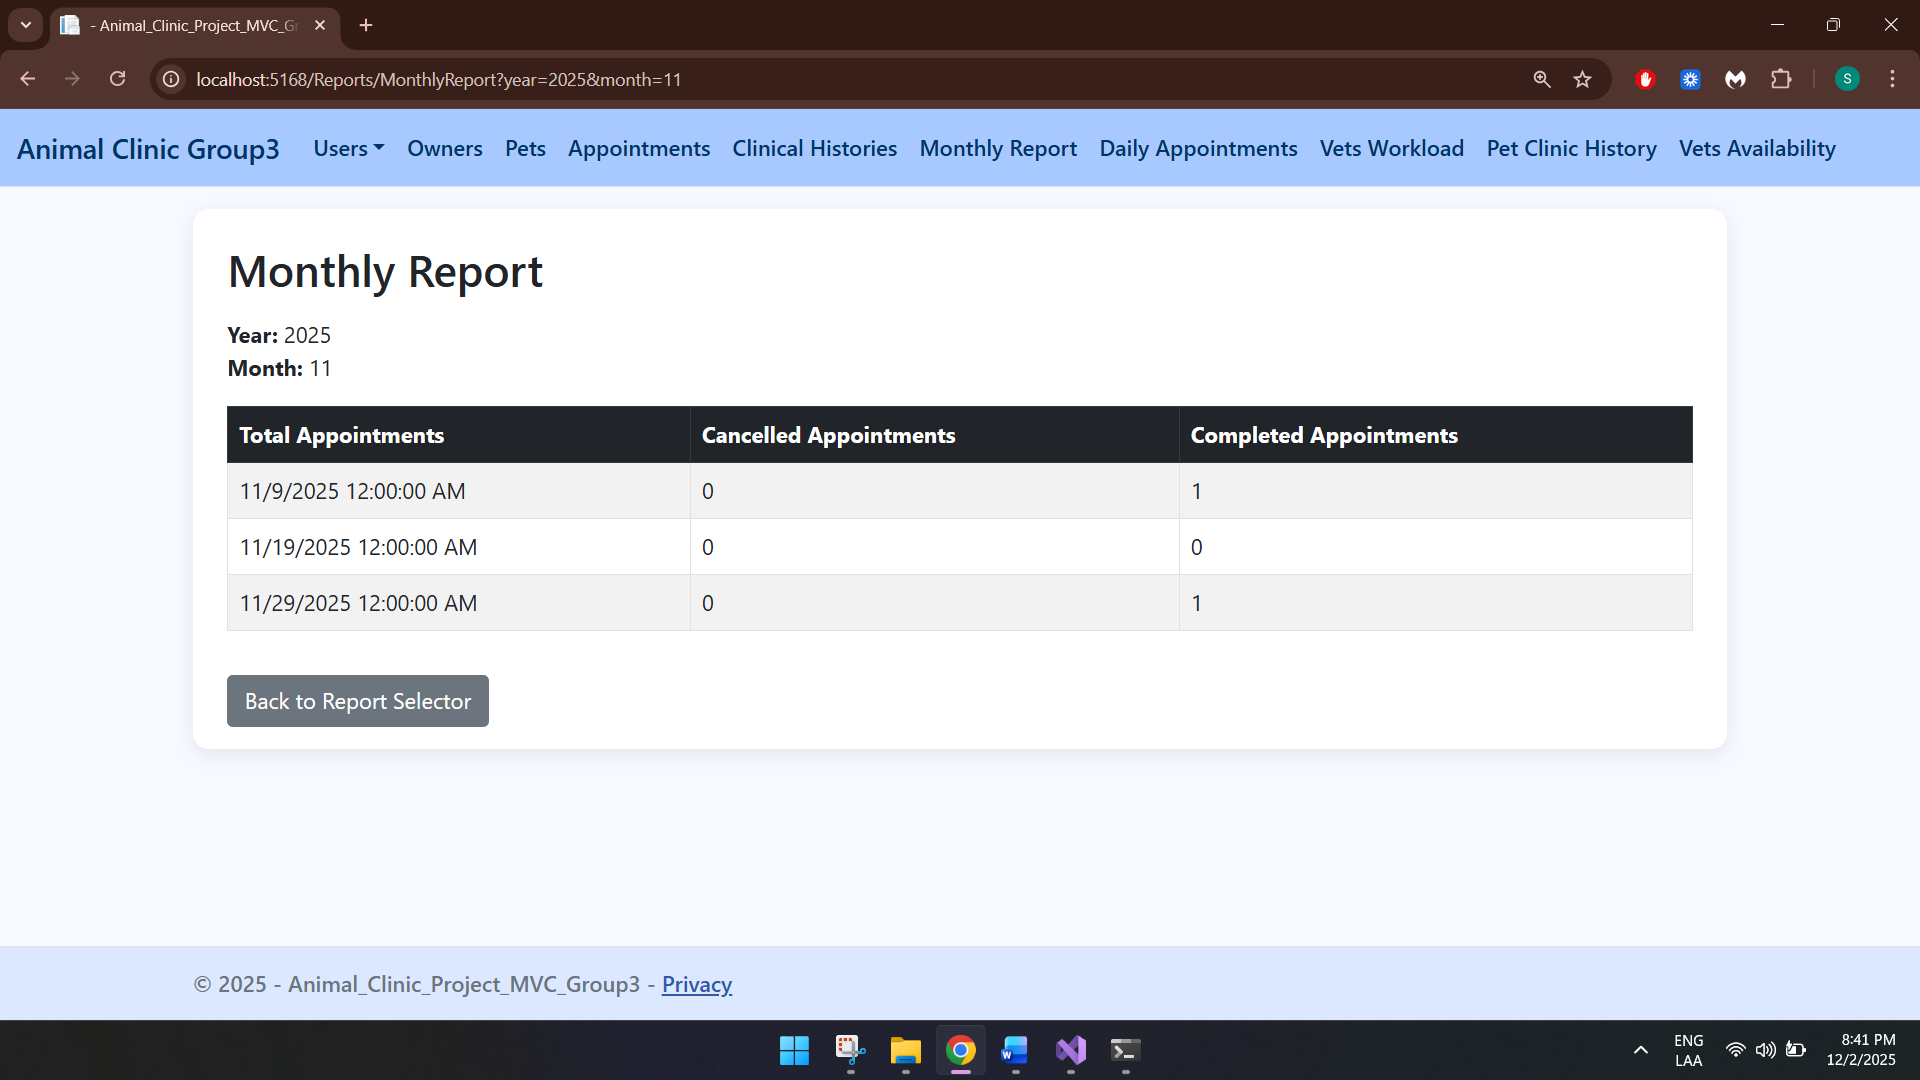 - Animal_Clinic_Project_MVC_Gr
localhost:5168/Reports/MonthlyReport?year=2025&month=11
S
Animal Clinic Group3 Users Owners Pets Appointments Clinical Histories Monthly Report Daily Appointments Vets Workload Pet Clinic History Vets Availability
Monthly Report
Year: 2025
Month: 11
Total Appointments Cancelled Appointments Completed Appointments
11/9/2025 12:00:00 AM 0 1
11/19/2025 12:00:00 AM 0 0
11/29/2025 12:00:00 AM 0 1
Back to Report Selector
© 2025 - Animal_Clinic_Project_MVC_Group3 - Privacy
ENG
LAA
8:41 PM
12/2/2025